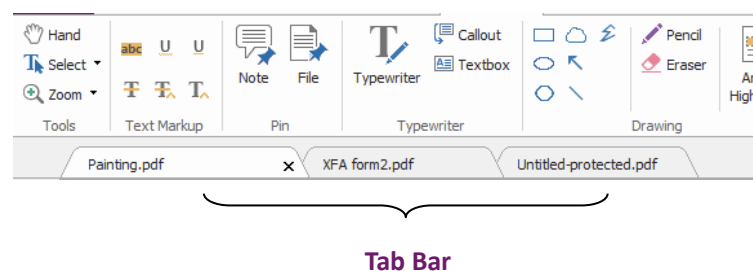 Hand
Select
Zoom
Tools
abc U U
T T T
Text Markup
Note
File
Pin
Typewriter
Callout
Textbox
Typewriter
Pencil
Eraser
Drawing
Painting.pdf x
XFA form2.pdf
Untitled-protected.pdf
Tab Bar